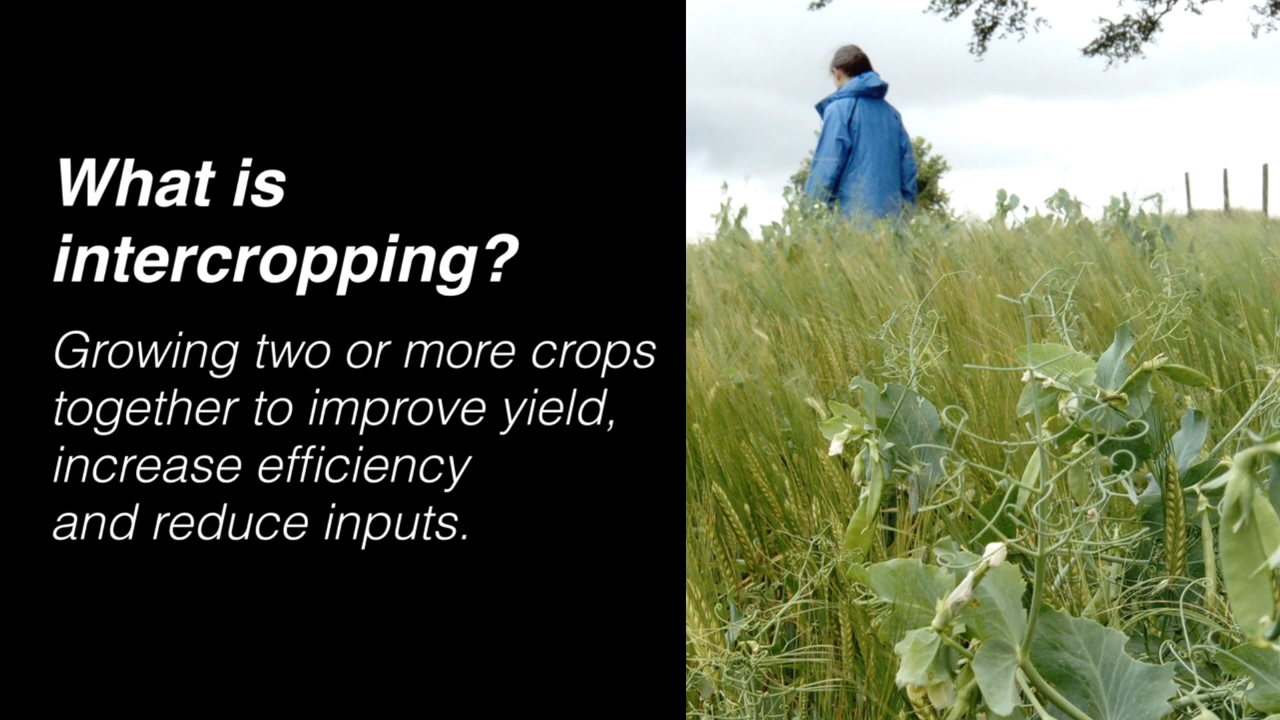 What is
intercropping?
Growing two or more crops
together to improve yield,
increase efficiency
and reduce inputs.